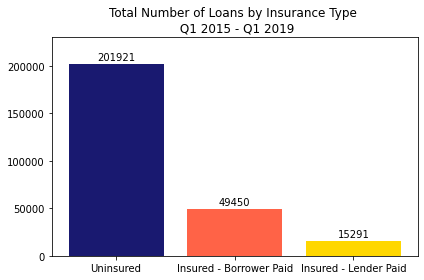 Total Number of Loans by Insurance Type
Q1 2015 - Q1 2019
201921
200000
150000
100000
49450
50000
15291
0
Uninsured
Insured - Borrower Paid
Insured - Lender Paid